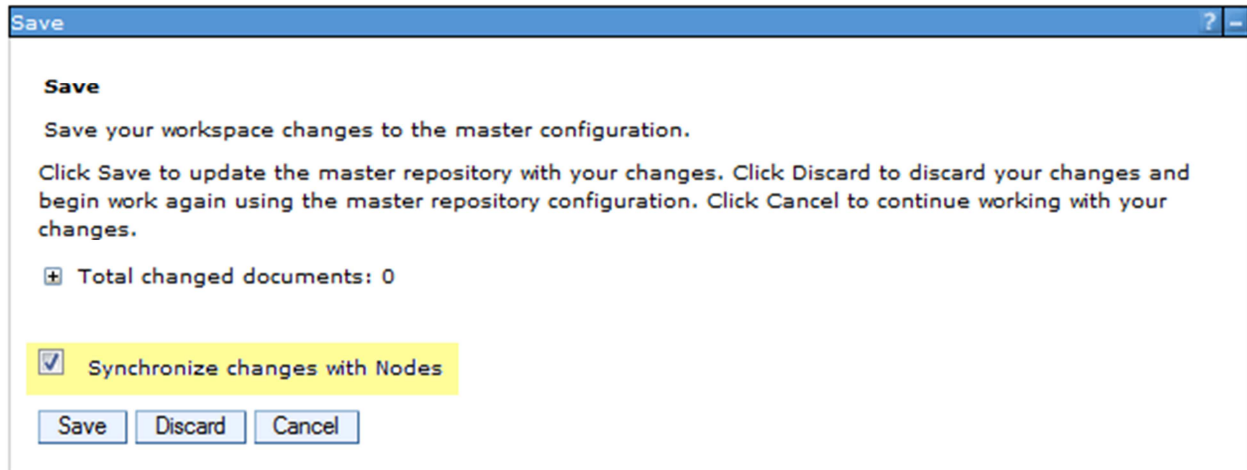 Save ? –
Save
Save your workspace changes to the master configuration.
Click Save to update the master repository with your changes. Click Discard to discard your changes and
begin work again using the master repository configuration. Click Cancel to continue working with your
changes.
Total changed documents: 0
Synchronize changes with Nodes
Save Discard Cancel